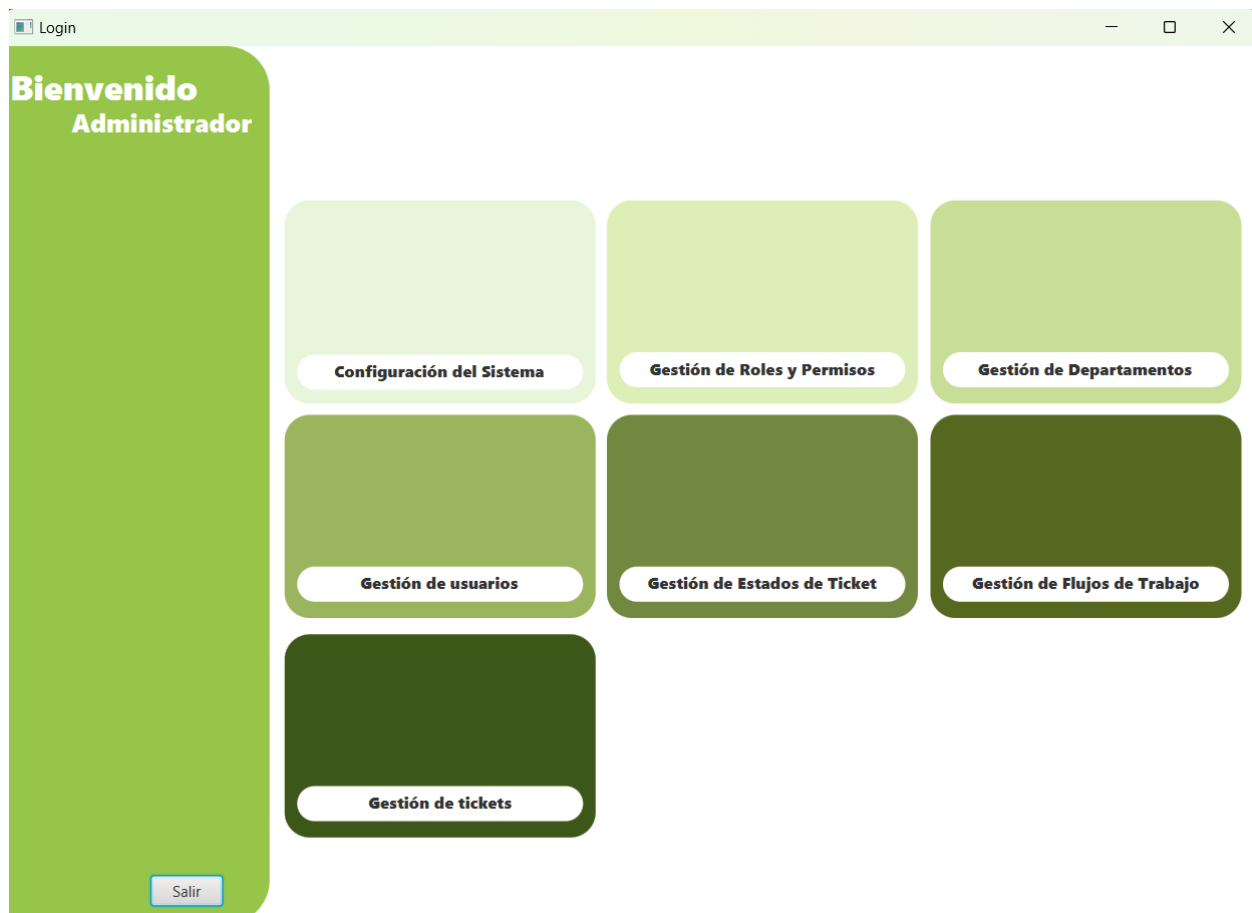 Login
Bienvenido
Administrador
Configuración del Sistema
Gestión de Roles y Permisos
Gestión de Departamentos
Gestión de usuarios
Gestión de Estados de Ticket
Gestión de Flujos de Trabajo
Gestión de tickets
Salir